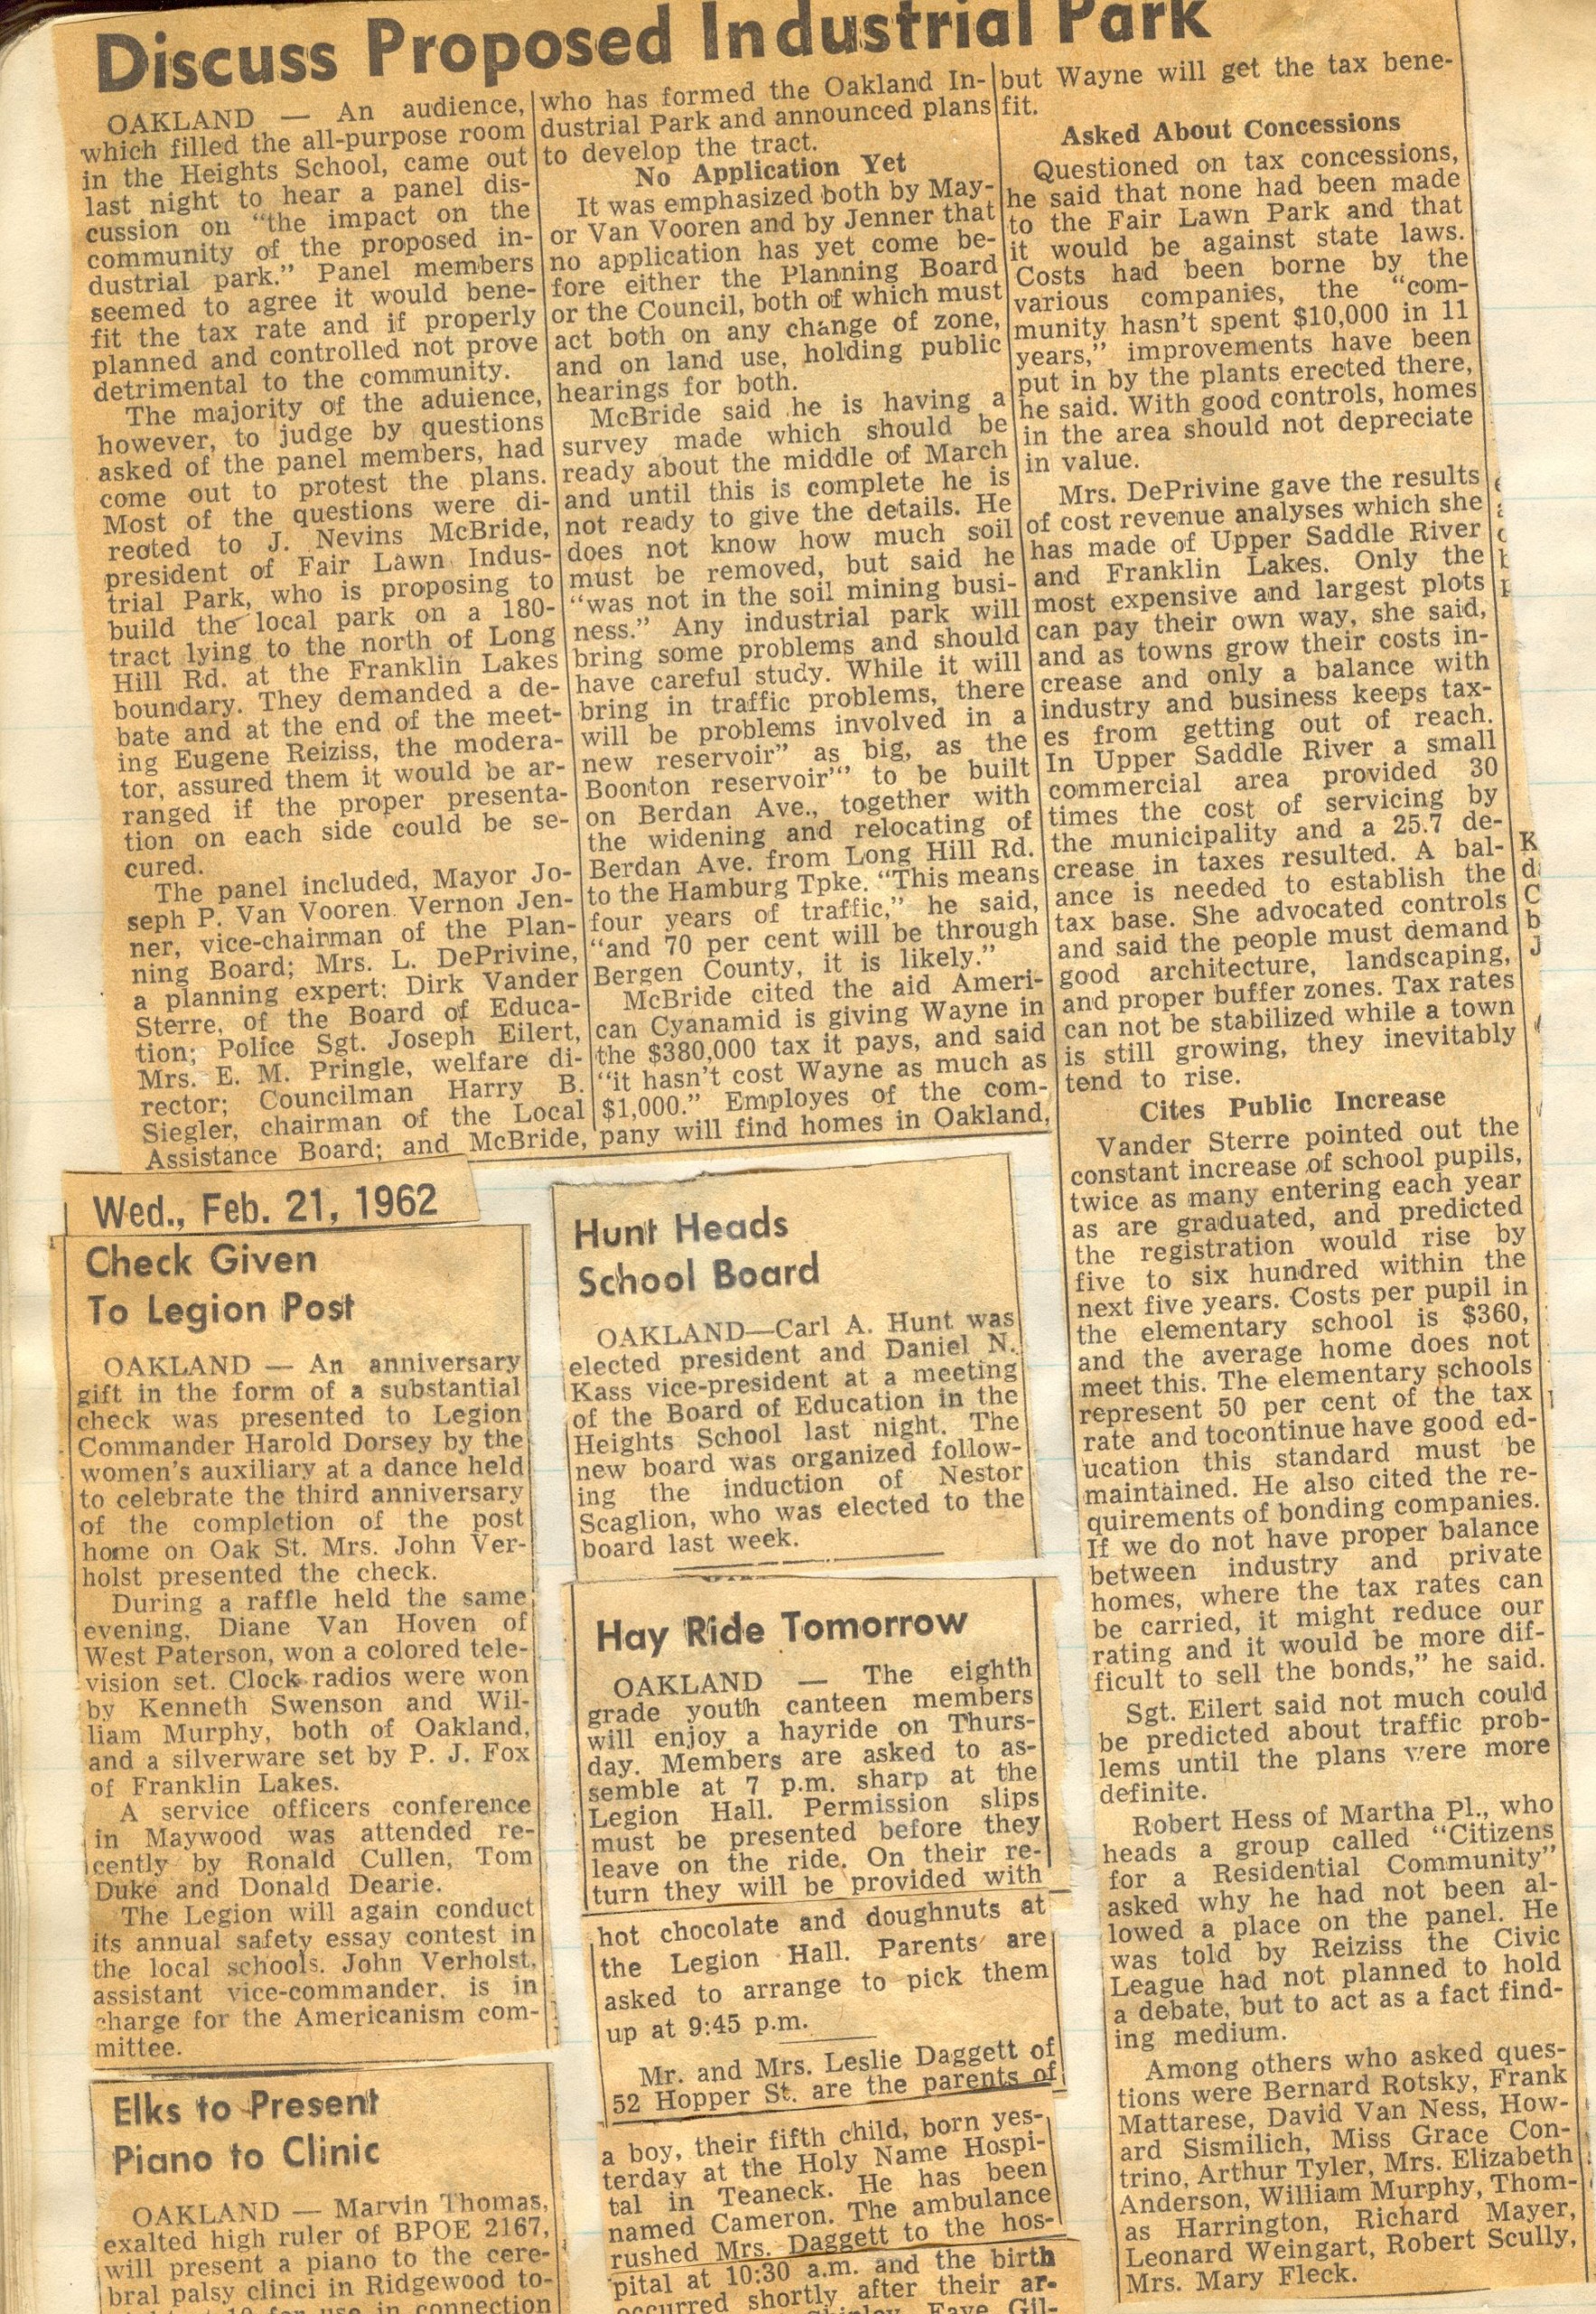 Discuss Proposed Industrial Park
OAKLAND — An audience,
which filled the all-purpose room
in the Heights School, came out
last night to hear a panel dis-
cussion on "the impact on the
community of the proposed in-
dustrial park." Panel members
seemed to agree it would bene-
fit the tax rate and if properly
planned and controlled not prove
detrimental to the community.
The majority of the aduience,
however, to judge by questions
asked of the panel members, had
come out to protest the plans.
Most of the questions were di-
rected to J. Nevins McBride,
president of Fair Lawn Indus-
trial Park, who is proposing to
build the local park on a 180-
tract lying to the north of Long
Hill Rd. at the Franklin Lakes
boundary. They demanded a de-
bate and at the end of the meet-
ing Eugene Reiziss, the modera-
tor, assured them it would be ar-
ranged if the proper presenta-
tion on each side could be se-
cured.
The panel included, Mayor Jo-
seph P. Van Vooren. Vernon Jen-
ner, vice-chairman of the Plan-
ning Board; Mrs. L. DePrivine,
a planning expert; Dirk Vander
Sterre, of the Board of Educa-
tion; Police Sgt. Joseph Eilert,
Mrs. E. M. Pringle, welfare di-
rector; Councilman Harry B.
Siegler, chairman of the Local
Assistance Board; and McBride,
who has formed the Oakland In-
dustrial Park and announced plans
to develop the tract.
No Application Yet
It was emphasized both by May-
or Van Vooren and by Jenner that
no application has yet come be-
fore either the Planning Board
or the Council, both of which must
act both on any change of zone,
and on land use, holding public
hearings for both.
McBride said he is having a
survey made which should be
ready about the middle of March
and until this is complete he is
not ready to give the details. He
does not know how much soil
must be removed, but said he
"was not in the soil mining busi-
ness." Any industrial park will
bring some problems and should
have careful study. While it will
bring in traffic problems, there
will be problems involved in a
new reservoir" as big, as the
Boonton reservoir'" to be built
on Berdan Ave., together with
the widening and relocating of
Berdan Ave. from Long Hill Rd.
to the Hamburg Tpke. "This means
four years of traffic," he said,
"and 70 per cent will be through
Bergen County, it is likely."
McBride cited the aid Ameri-
can Cyanamid is giving Wayne in
the $380,000 tax it pays, and said
"it hasn't cost Wayne as much as
$1,000." Employes of the com-
pany will find homes in Oakland,
but Wayne will get the tax bene-
fit.
Asked About Concessions
Questioned on tax concessions,
he said that none had been made
to the Fair Lawn Park and that
it would be against state laws.
Costs had been borne by the
various companies, the "com-
munity hasn't spent $10,000 in 11
years," improvements have been
put in by the plants erected there,
he said. With good controls, homes
in the area should not depreciate
in value.
Mrs. DePrivine gave the results
of cost revenue analyses which she
has made of Upper Saddle River
and Franklin Lakes. Only the
most expensive and largest plots
can pay their own way, she said,
and as towns grow their costs in-
crease and only a balance with
industry and business keeps tax-
es from getting out of reach.
In Upper Saddle River a small
commercial area provided 30
times the cost of servicing by
the municipality and a 25.7 de-
crease in taxes resulted. A bal-
ance is needed to establish the
tax base. She advocated controls
and said the people must demand
good architecture, landscaping,
and proper buffer zones. Tax rates
can not be stabilized while a town
is still growing, they inevitably
tend to rise.
Cites Public Increase
Vander Sterre pointed out the
constant increase of school pupils,
twice as many entering each year
as are graduated, and predicted
the registration would rise by
five to six hundred within the
next five years. Costs per pupil in
the elementary school is $360,
and the average home does not
meet this. The elementary schools
represent 50 per cent of the tax
rate and tocontinue have good ed-
ucation this standard must be
maintained. He also cited the re-
quirements of bonding companies.
If we do not have proper balance
between industry and private
homes, where the tax rates can
be carried, it might reduce our
rating and it would be more dif-
ficult to sell the bonds," he said.
Sgt. Eilert said not much could
be predicted about traffic prob-
lems until the plans were more
definite.
Robert Hess of Martha Pl., who
heads a group called "Citizens
for a Residential Community"
asked why he had not been al-
lowed a place on the panel. He
was told by Reiziss the Civic
League had not planned to hold
a debate, but to act as a fact find-
ing medium.
Among others who asked ques-
tions were Bernard Rotsky, Frank
Mattarese, David Van Ness, How-
ard Sismilich, Miss Grace Con-
trino, Arthur Tyler, Mrs. Elizabeth
Anderson, William Murphy, Thom-
as Harrington, Richard Mayer,
Leonard Weingart, Robert Scully,
Mrs. Mary Fleck.
Wed., Feb. 21, 1962
Check Given
To Legion Post
OAKLAND — An anniversary
gift in the form of a substantial
check was presented to Legion
Commander Harold Dorsey by the
women's auxiliary at a dance held
to celebrate the third anniversary
of the completion of the post
home on Oak St. Mrs. John Ver-
holst presented the check.
During a raffle held the same
evening, Diane Van Hoven of
West Paterson, won a colored tele-
vision set. Clock radios were won
by Kenneth Swenson and Wil-
liam Murphy, both of Oakland,
and a silverware set by P. J. Fox
of Franklin Lakes.
A service officers conference
in Maywood was attended re-
cently by Ronald Cullen, Tom
Duke and Donald Dearie.
The Legion will again conduct
its annual safety essay contest in
the local schools. John Verholst,
assistant vice-commander, is in
charge for the Americanism com-
mittee.
Elks to Present
Piano to Clinic
OAKLAND — Marvin Thomas,
exalted high ruler of BPOE 2167,
will present a piano to the cere-
bral palsy clinci in Ridgewood to-
for use in connection
Hunt Heads
School Board
OAKLAND—Carl A. Hunt was
elected president and Daniel N.
Kass vice-president at a meeting
of the Board of Education in the
Heights School last night. The
new board was organized follow-
ing the induction of Nestor
Scaglion, who was elected to the
board last week.
Hay Ride Tomorrow
OAKLAND — The eighth
grade youth canteen members
will enjoy a hayride on Thurs-
day. Members are asked to as-
semble at 7 p.m. sharp at the
Legion Hall. Permission slips
must be presented before they
leave on the ride. On their re-
turn they will be provided with
hot chocolate and doughnuts at
the Legion Hall. Parents are
asked to arrange to pick them
up at 9:45 p.m.
Mr. and Mrs. Leslie Daggett of
52 Hopper St. are the parents of
a boy, their fifth child, born yes-
terday at the Holy Name Hospi-
tal in Teaneck. He has been
named Cameron. The ambulance
rushed Mrs. Daggett to the hos-
pital at 10:30 a.m. and the birth
occurred shortly after their ar-
Faye Gil-